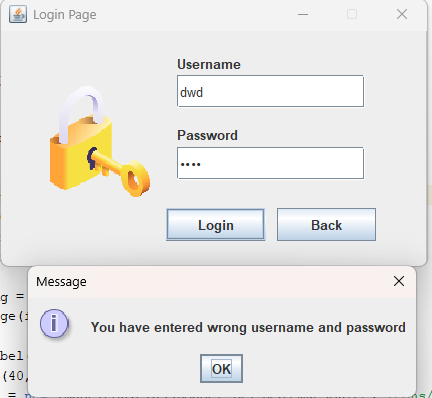 Login Page
Username
dwd
Password
••••
Login
Back
Message
g =
ge(
You have entered wrong username and password
bel
(40,
OK
=